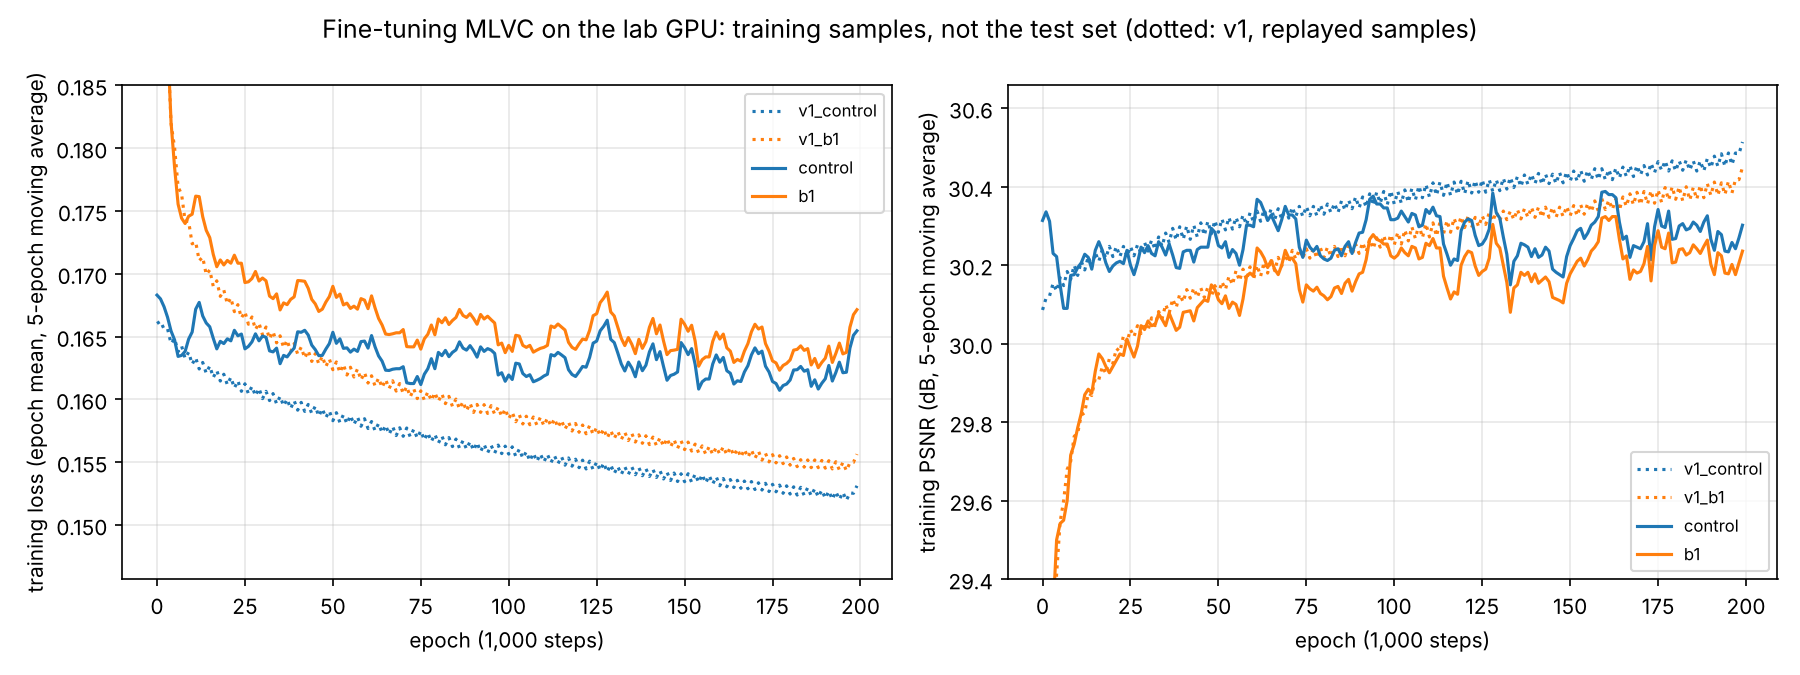 Fine-tuning MLVC on the lab GPU: training samples, not the test set (dotted: v1, replayed samples)
training loss (epoch mean, 5-epoch moving average)
0.185
0.180
0.175
0.170
0.165
0.160
0.155
0.150
v1_control
v1_b1
control
b1
0 25 50 75 100 125 150 175 200
epoch (1,000 steps)
training PSNR (dB, 5-epoch moving average)
30.6
30.4
30.2
30.0
29.8
29.6
29.4
v1_control
v1_b1
control
b1
0 25 50 75 100 125 150 175 200
epoch (1,000 steps)